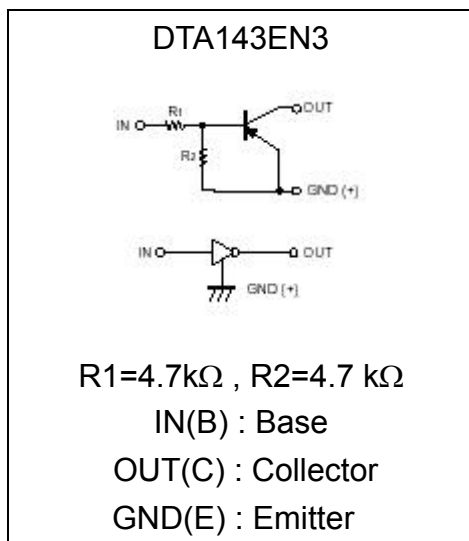 DTA143EN3
R1
OUT
IN
R2
GND (+)
IN
OUT
GND (+)
R1=4.7kΩ , R2=4.7 kΩ
IN(B) : Base
OUT(C) : Collector
GND(E) : Emitter